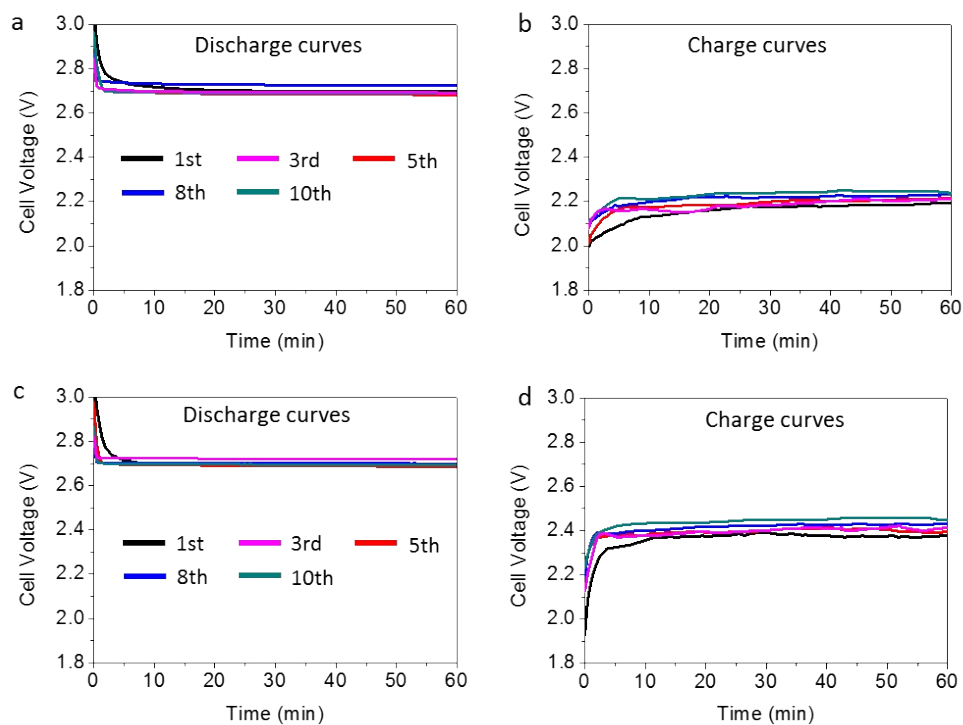 a
Discharge curves
3.0
2.8
2.6
2.4
2.2
2.0
1.8
Cell Voltage (V)
1st 3rd 5th
8th 10th
0 10 20 30 40 50 60
Time (min)
b
Charge curves
3.0
2.8
2.6
2.4
2.2
2.0
1.8
Cell Voltage (V)
0 10 20 30 40 50 60
Time (min)
c
Discharge curves
3.0
2.8
2.6
2.4
2.2
2.0
1.8
Cell Voltage (V)
1st 3rd 5th
8th 10th
0 10 20 30 40 50 60
Time (min)
d
Charge curves
3.0
2.8
2.6
2.4
2.2
2.0
1.8
Cell Voltage (V)
0 10 20 30 40 50 60
Time (min)